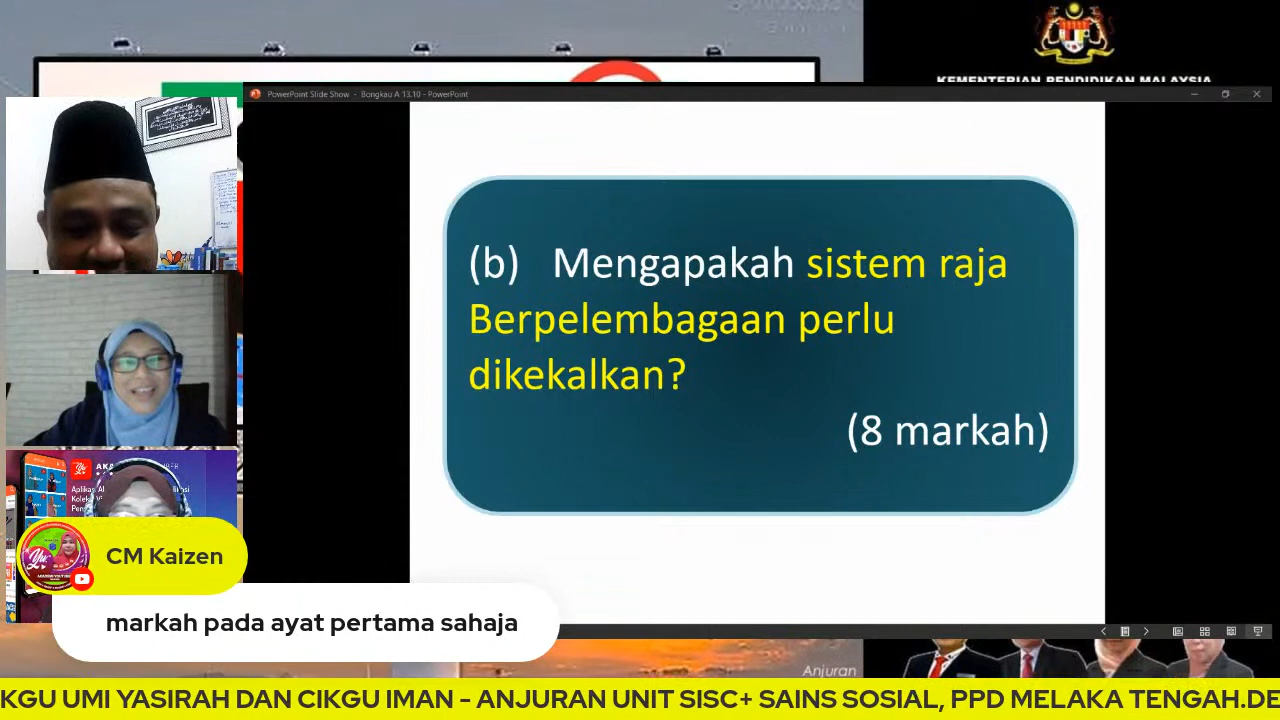 KEMENTERIAN PENDIDIKAN MALAYSIA
PowerPoint Slide Show - Bongkau A 13.10 - PowerPoint
(b) Mengapakah sistem raja
Berpelembagaan perlu
dikekalkan?
(8 markah)
CM Kaizen
markah pada ayat pertama sahaja
Anjuran
KGU UMI YASIRAH DAN CIKGU IMAN - ANJURAN UNIT SISC+ SAINS SOSIAL, PPD MELAKA TENGAH.DE